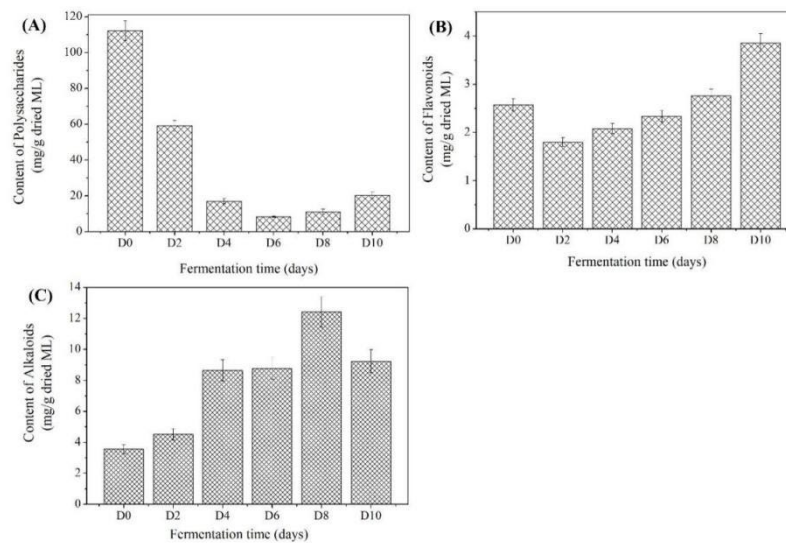 (A)
Content of Polysaccharides
(mg/g dried ML)
120
100
80
60
40
20
0
D0 D2 D4 D6 D8 D10
Fermentation time (days)
(B)
Content of Flavonoids
(mg/g dried ML)
4
3
2
1
0
D0 D2 D4 D6 D8 D10
Fermentation time (days)
(C)
Content of Alkaloids
(mg/g dried ML)
14
12
10
8
6
4
2
0
D0 D2 D4 D6 D8 D10
Fermentation time (days)